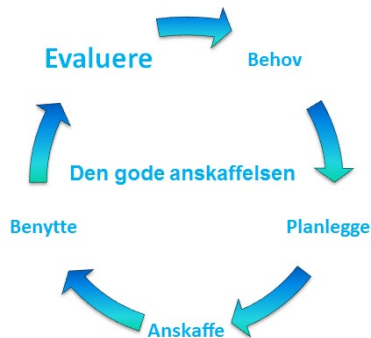 Evaluere
Behov
Den gode anskaffelsen
Benytte
Planlegge
Anskaffe